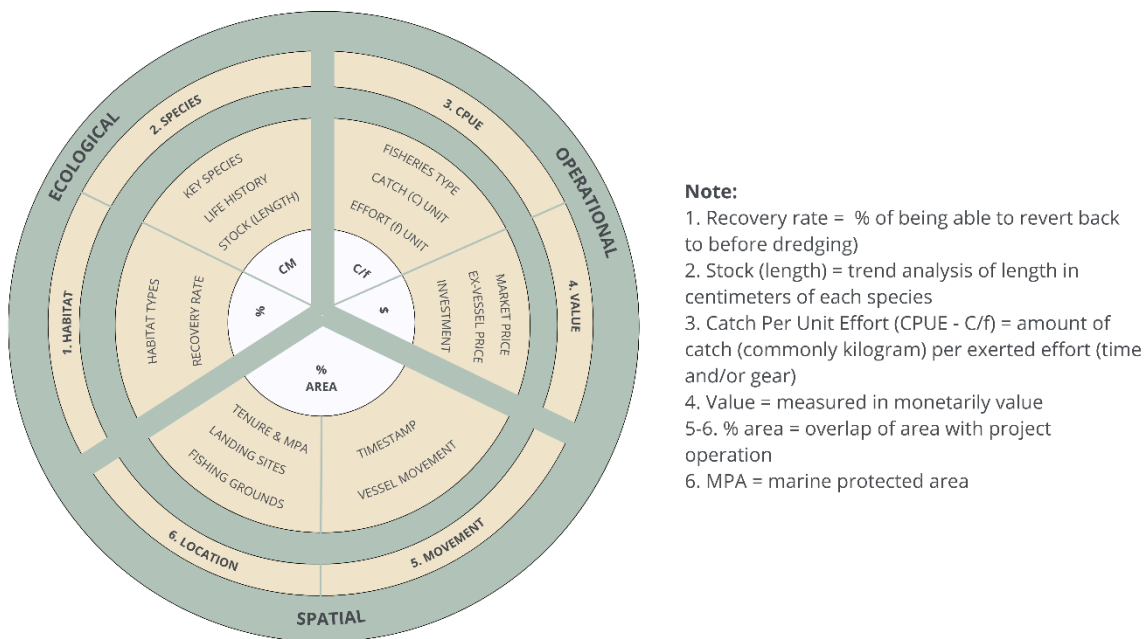 ECOLOGICAL
OPERATIONAL
SPATIAL
1. HABITAT
2. SPECIES
3. CPUE
4. VALUE
5. MOVEMENT
6. LOCATION
HABITAT TYPES
RECOVERY RATE
%
KEY SPECIES
LIFE HISTORY
STOCK (LENGTH)
CM
FISHERIES TYPE
CATCH (C) UNIT
EFFORT (f) UNIT
C/f
MARKET PRICE
EX-VESSEL PRICE
INVESTMENT
$
TIMESTAMP
VESSEL MOVEMENT
TENURE & MPA
LANDING SITES
FISHING GROUNDS
%
AREA
Note:
1. Recovery rate = % of being able to revert back
to before dredging)
2. Stock (length) = trend analysis of length in
centimeters of each species
3. Catch Per Unit Effort (CPUE - C/f) = amount of
catch (commonly kilogram) per exerted effort (time
and/or gear)
4. Value = measured in monetarily value
5-6. % area = overlap of area with project
operation
6. MPA = marine protected area